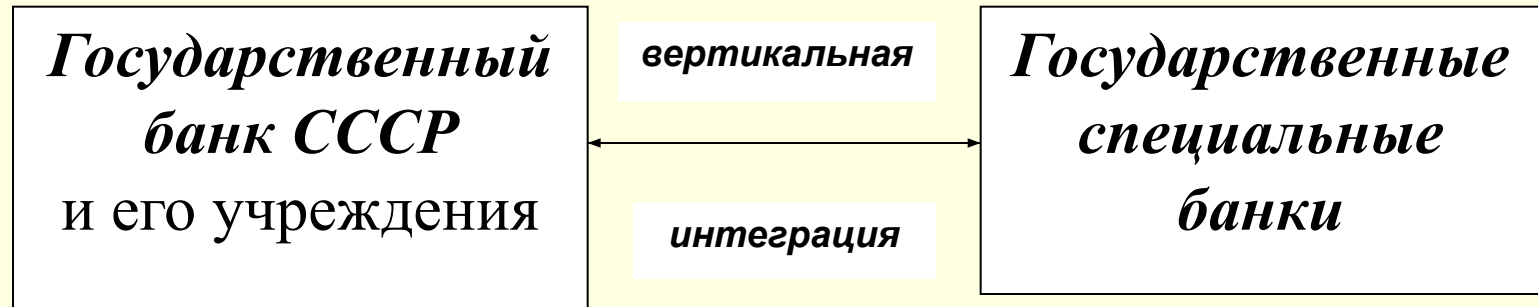 Государственный
банк СССР
и его учреждения
вертикальная
интеграция
Государственные
специальные
банки